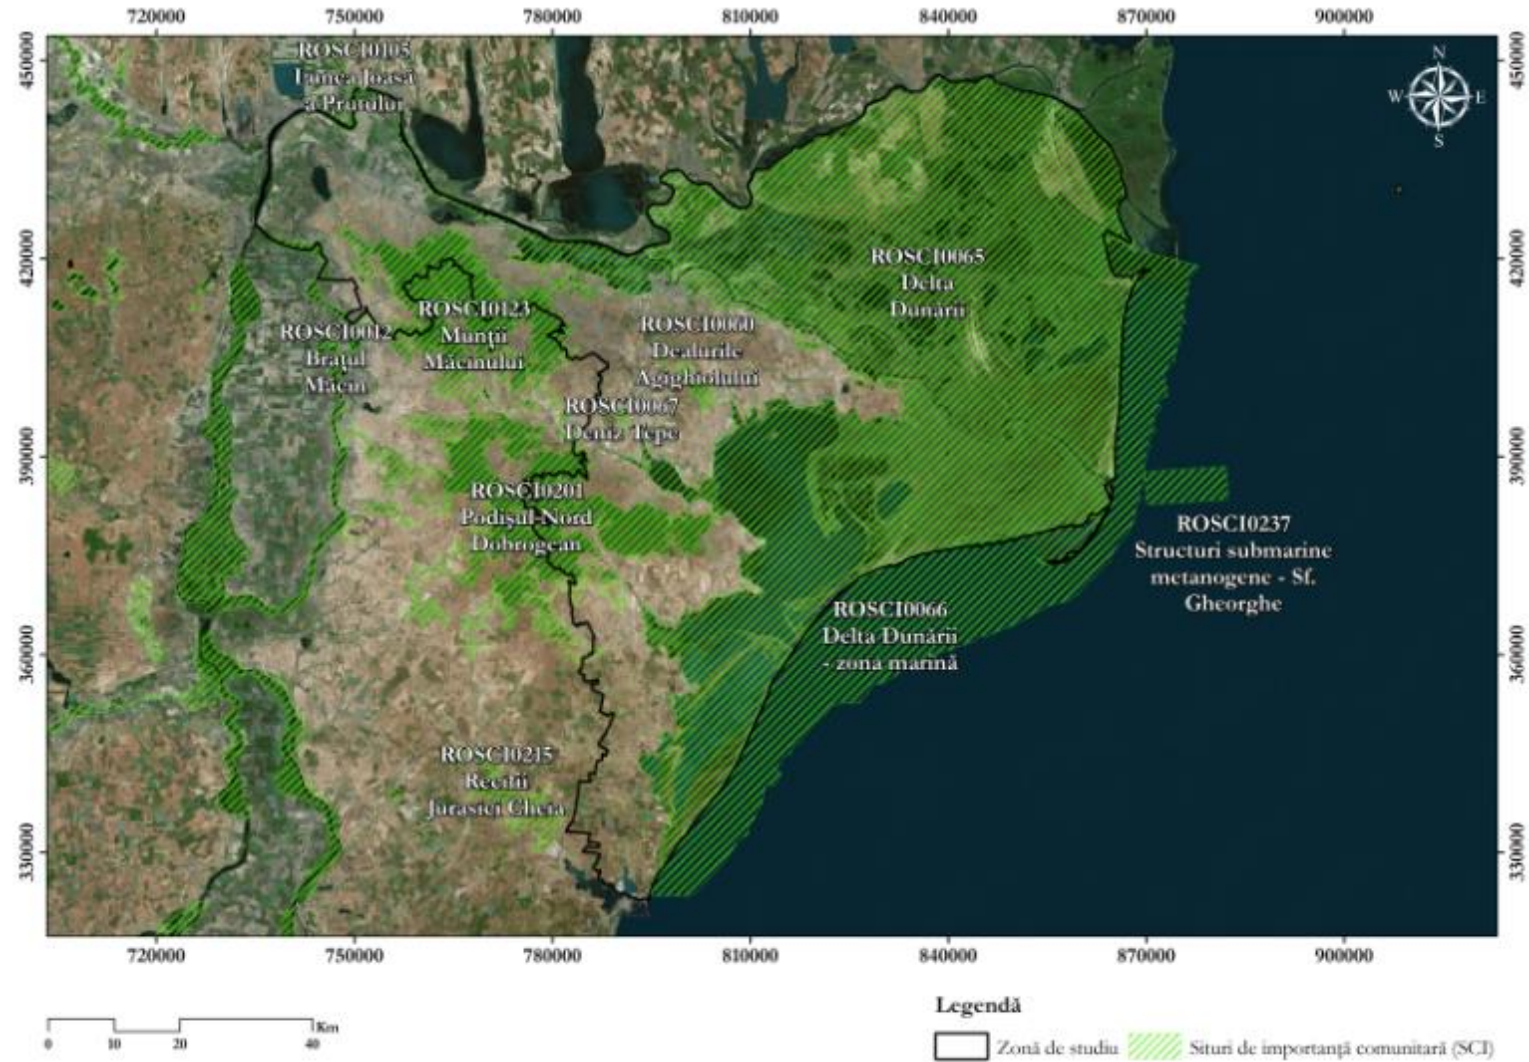 720000 750000 780000 810000 840000 870000 900000
450000
420000
390000
360000
330000
450000
420000
390000
360000
330000
N
W E
S
ROSCI0105
Lunca Joasă
a Prutului
ROSCI0065
Delta
Dunării
ROSCI0012
Brațul
Măcin
ROSCI0123
Munții
Măcinului
ROSCI0060
Dealurile
Agighiolului
ROSCI0067
Deniz Tepe
ROSCI0201
Podișul Nord
Dobrogean
ROSCI0237
Structuri submarine
metanogene - Sf.
Gheorghe
ROSCI0066
Delta Dunării
- zona marină
ROSCI0215
Recifii
Jurasici Cheia
720000 750000 780000 810000 840000 870000 900000
Km
0 10 20 40
Legendă
Zonă de studiu
Situri de importanță comunitară (SCI)